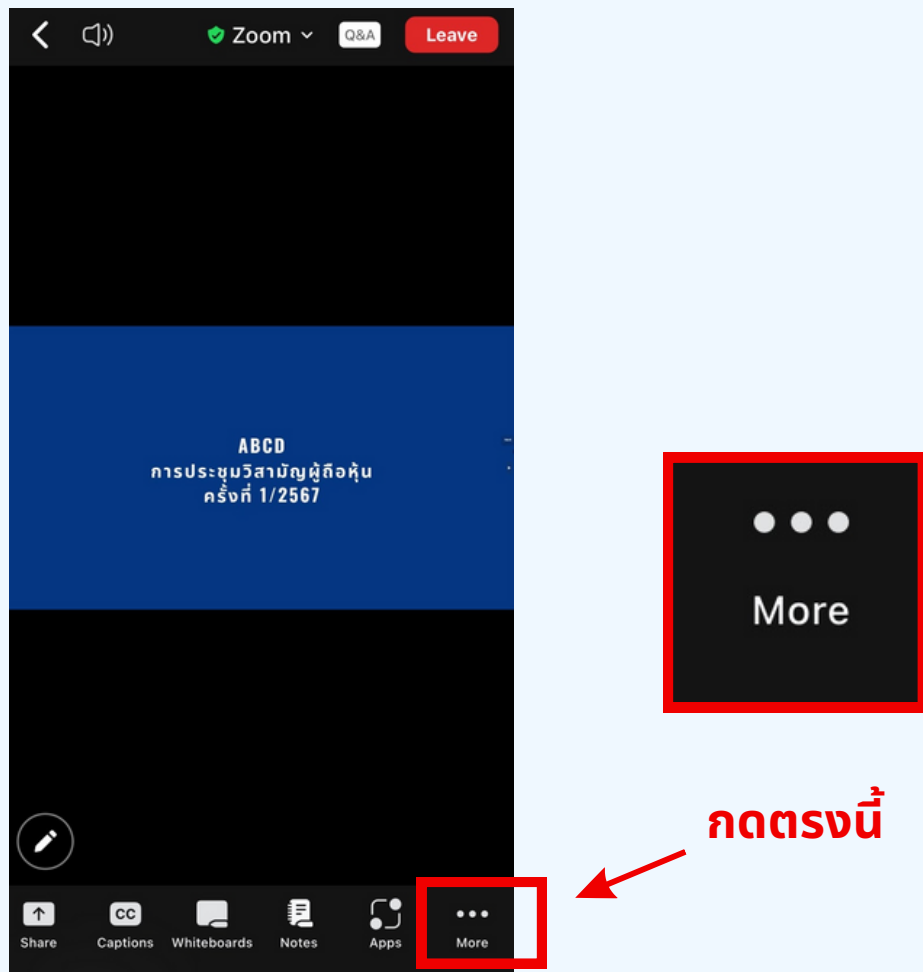 Zoom
Q&A
Leave
ABCD
การประชุมวิสามัญผู้ถือหุ้น
ครั้งที่ 1/2567
More
กดตรงนี้
CC
Share
Captions
Whiteboards
Notes
Apps
More